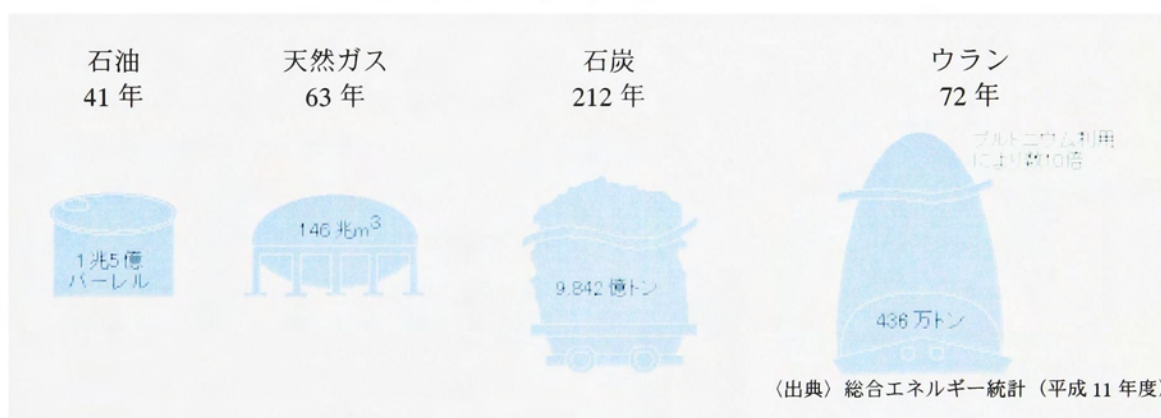 石油
41 年
天然ガス
63 年
石炭
212 年
ウラン
72 年
プルトニウム利用
により数10倍
1兆5億
バーレル
146 兆m³
9.842 億トン
436 万トン
〈出典〉総合エネルギー統計（平成 11 年度）